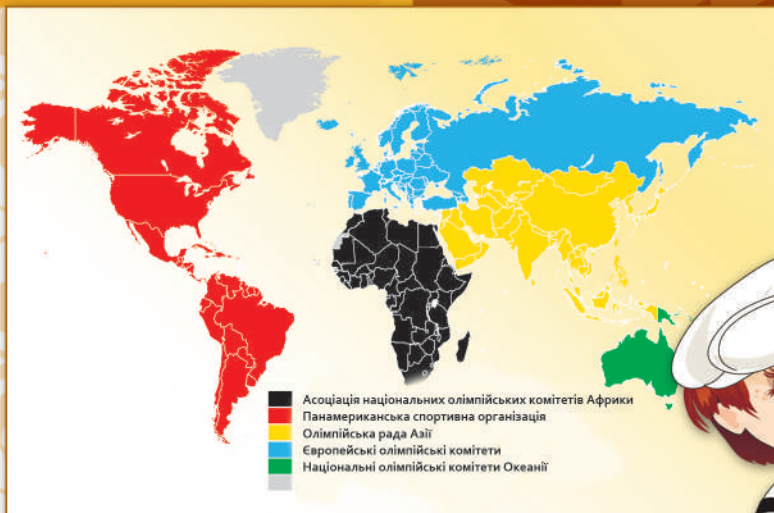 Асоціація національних олімпійських комітетів Африки
Панамериканська спортивна організація
Олімпійська рада Азії
Європейські олімпійські комітети
Національні олімпійські комітети Океанії